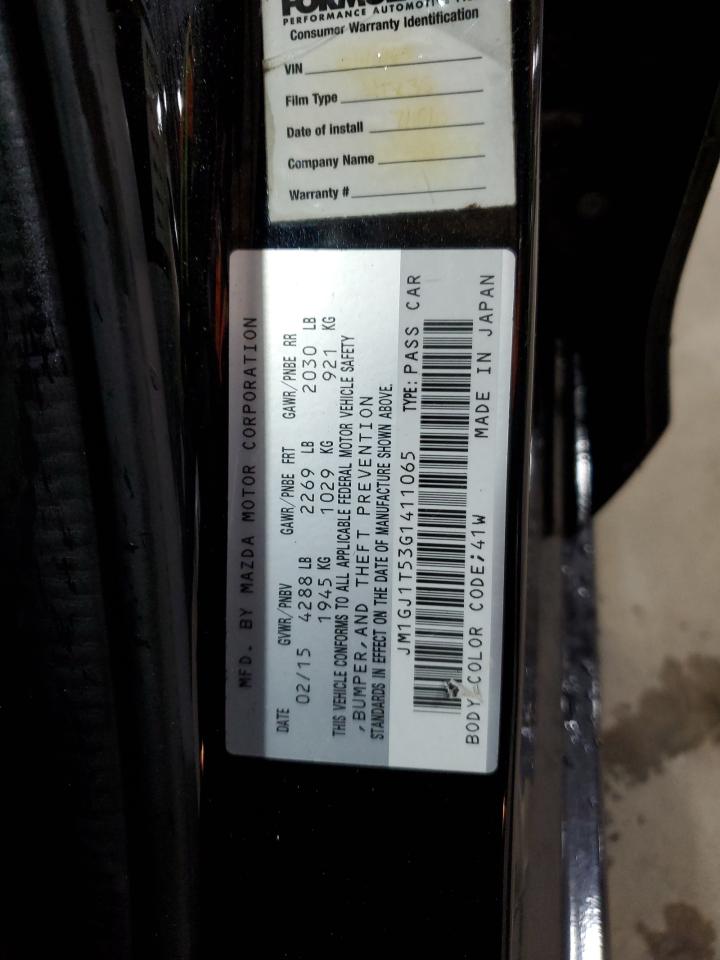 PERFORMANCE AUTOMOTIVE
Consumer Warranty Identification
VIN
Film Type
Date of install
Company Name
Warranty #
MFD. BY MAZDA MOTOR CORPORATION
DATE GVWR/PNBV GAWR/PNBE FRT GAWR/PNBE RR
02/15 4288 LB 2269 LB 2030 LB
1945 KG 1029 KG 921 KG
THIS VEHICLE CONFORMS TO ALL APPLICABLE FEDERAL MOTOR VEHICLE SAFETY
,BUMPER,AND THEFT PREVENTION
STANDARDS IN EFFECT ON THE DATE OF MANUFACTURE SHOWN ABOVE.
JM1GJ1T53G1411065 TYPE: PASS CAR
BODY COLOR CODE;41W MADE IN JAPAN